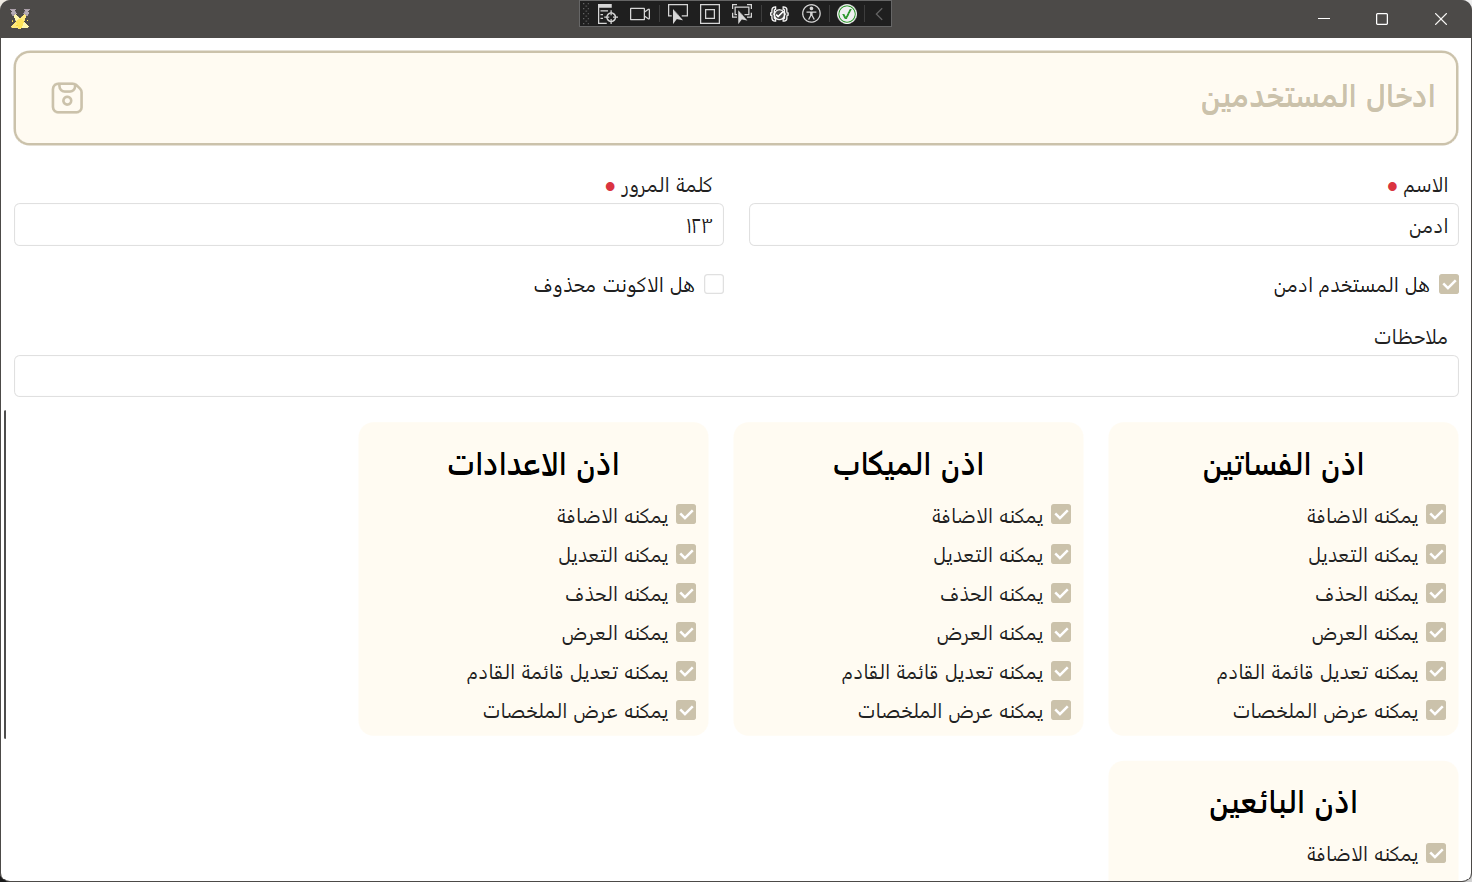 ادخال المستخدمين
الاسم
ادمن
كلمة المرور
١٢٣
هل المستخدم ادمن
هل الاكونت محذوف
ملاحظات
اذن الفساتين
يمكنه الاضافة
يمكنه التعديل
يمكنه الحذف
يمكنه العرض
يمكنه تعديل قائمة القادم
يمكنه عرض الملخصات
اذن الميكاب
يمكنه الاضافة
يمكنه التعديل
يمكنه الحذف
يمكنه العرض
يمكنه تعديل قائمة القادم
يمكنه عرض الملخصات
اذن الاعدادات
يمكنه الاضافة
يمكنه التعديل
يمكنه الحذف
يمكنه العرض
يمكنه تعديل قائمة القادم
يمكنه عرض الملخصات
اذن البائعين
يمكنه الاضافة